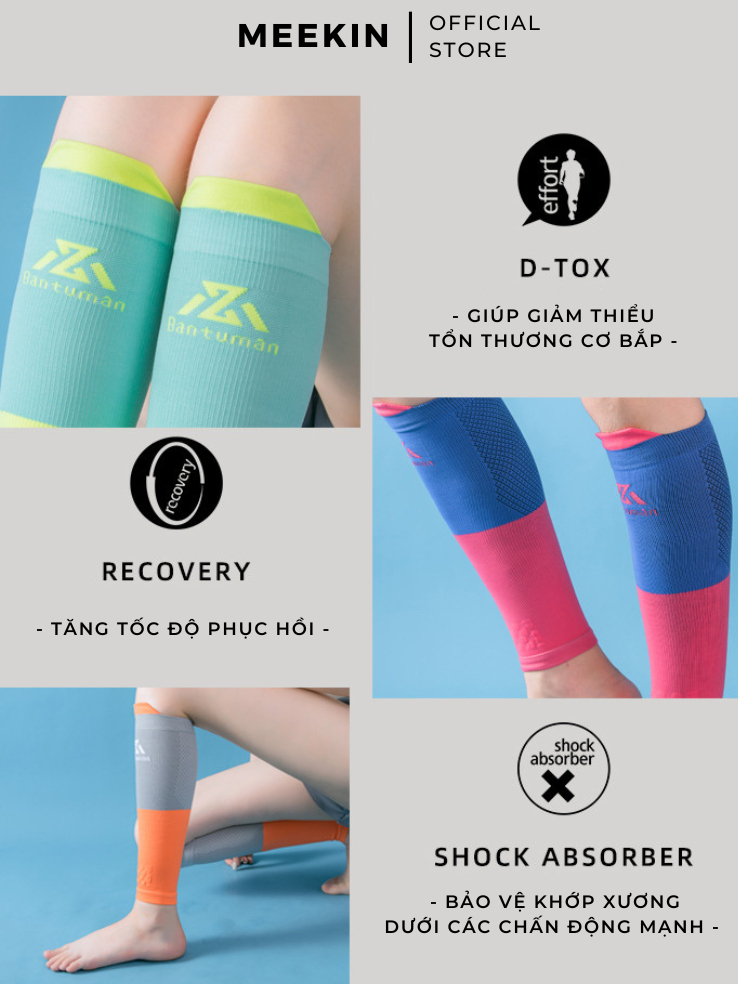 MEEKIN
OFFICIAL
STORE
Bantuman
Bantuman
effort
D-TOX
- GIÚP GIẢM THIỂU
TỔN THƯƠNG CƠ BẮP -
recovery
RECOVERY
- TĂNG TỐC ĐỘ PHỤC HỒI -
shock
absorber
SHOCK ABSORBER
- BẢO VỆ KHỚP XƯƠNG
DƯỚI CÁC CHẤN ĐỘNG MẠNH -